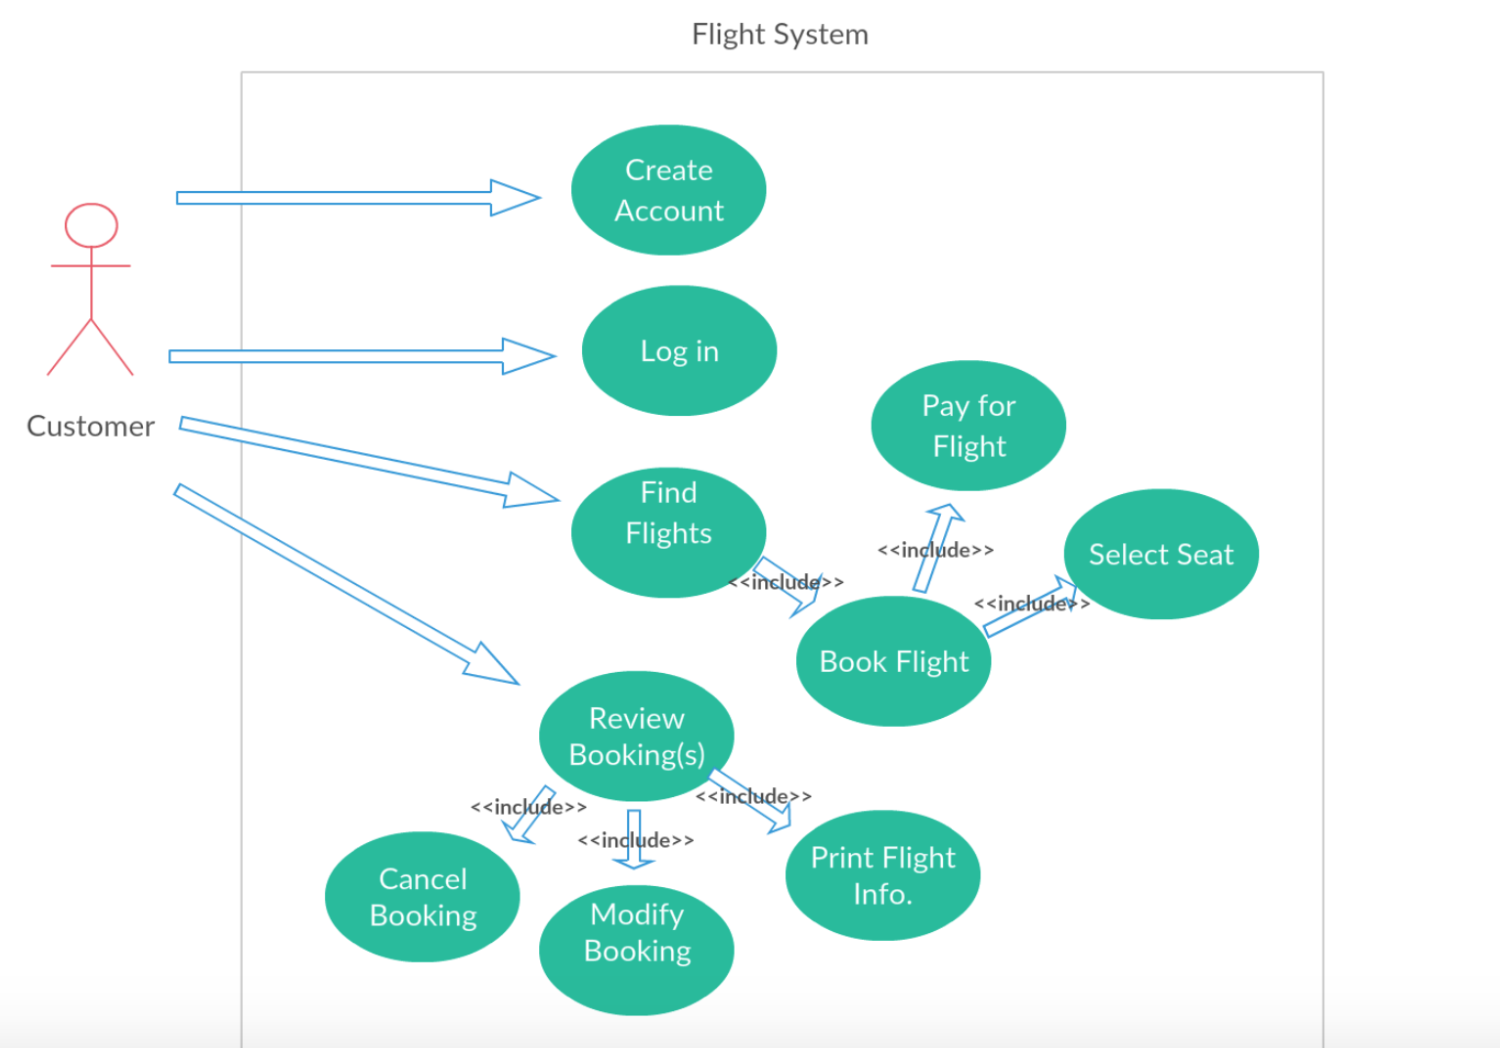 Flight System
Create
Account
Log in
Customer
Pay for
Flight
Find
Flights
<<include>>
Select Seat
<<include>>
<<include>>
Book Flight
Review
Booking(s)
<<include>>
<<include>>
<<include>>
Print Flight
Info.
Cancel
Booking
Modify
Booking